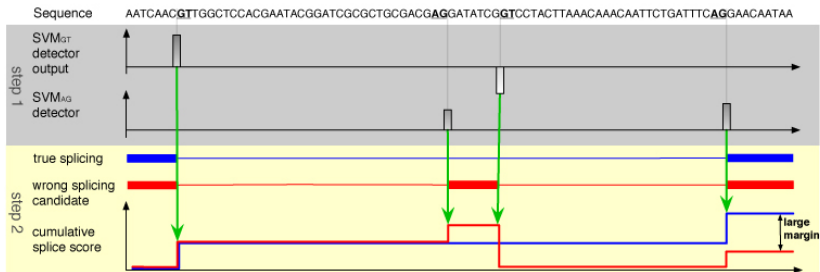 Sequence AATCAACGTTGGCTCCACGAATACGGATCGCGCTGCGACGAGGATATCGGTCCTACTTAAACAAACAATTCTGATTTCAGGAACAATAA
step 1
SVMGT
detector
output
SVMAG
detector
step 2
true splicing
wrong splicing
candidate
cumulative
splice score
large
margin